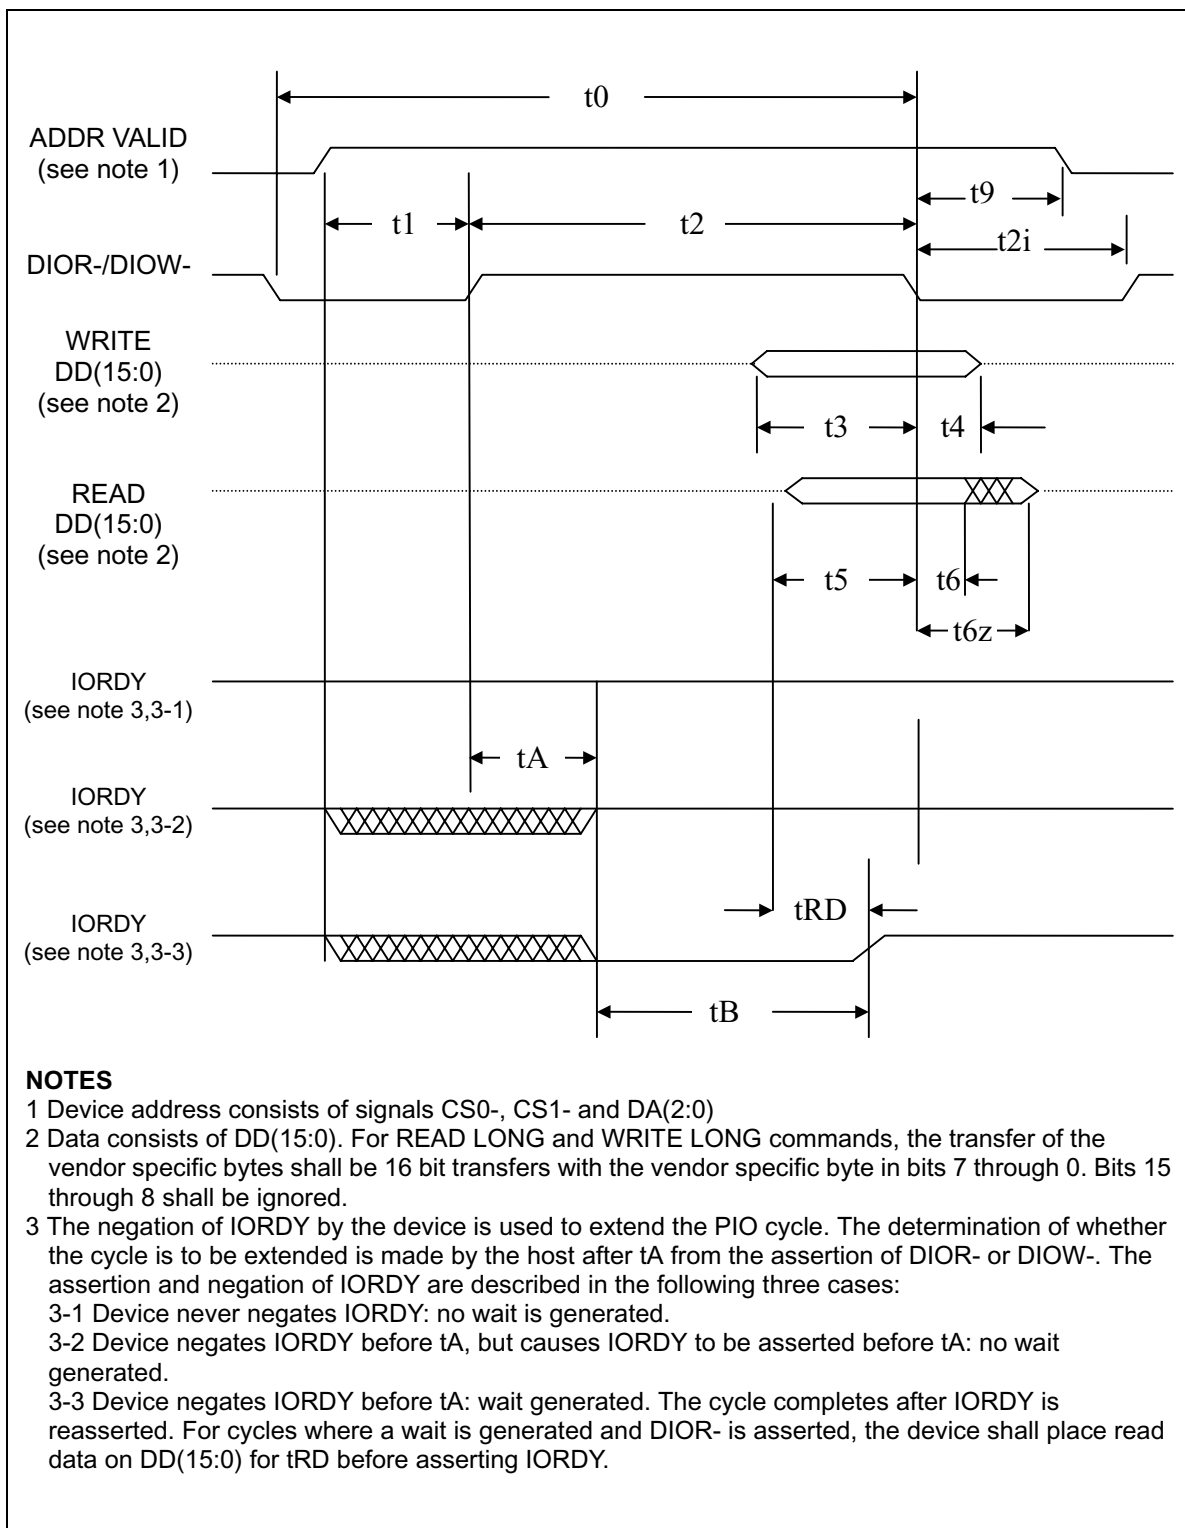 t0
ADDR VALID
(see note 1)
t9
t1
t2
t2i
DIOR-/DIOW-
WRITE
DD(15:0)
(see note 2)
t3
t4
READ
DD(15:0)
(see note 2)
t5
t6
t6z
IORDY
(see note 3,3-1)
tA
IORDY
(see note 3,3-2)
tRD
IORDY
(see note 3,3-3)
tB
NOTES
1 Device address consists of signals CS0-, CS1- and DA(2:0)
2 Data consists of DD(15:0). For READ LONG and WRITE LONG commands, the transfer of the
vendor specific bytes shall be 16 bit transfers with the vendor specific byte in bits 7 through 0. Bits 15
through 8 shall be ignored.
3 The negation of IORDY by the device is used to extend the PIO cycle. The determination of whether
the cycle is to be extended is made by the host after tA from the assertion of DIOR- or DIOW-. The
assertion and negation of IORDY are described in the following three cases:
3-1 Device never negates IORDY: no wait is generated.
3-2 Device negates IORDY before tA, but causes IORDY to be asserted before tA: no wait
generated.
3-3 Device negates IORDY before tA: wait generated. The cycle completes after IORDY is
reasserted. For cycles where a wait is generated and DIOR- is asserted, the device shall place read
data on DD(15:0) for tRD before asserting IORDY.